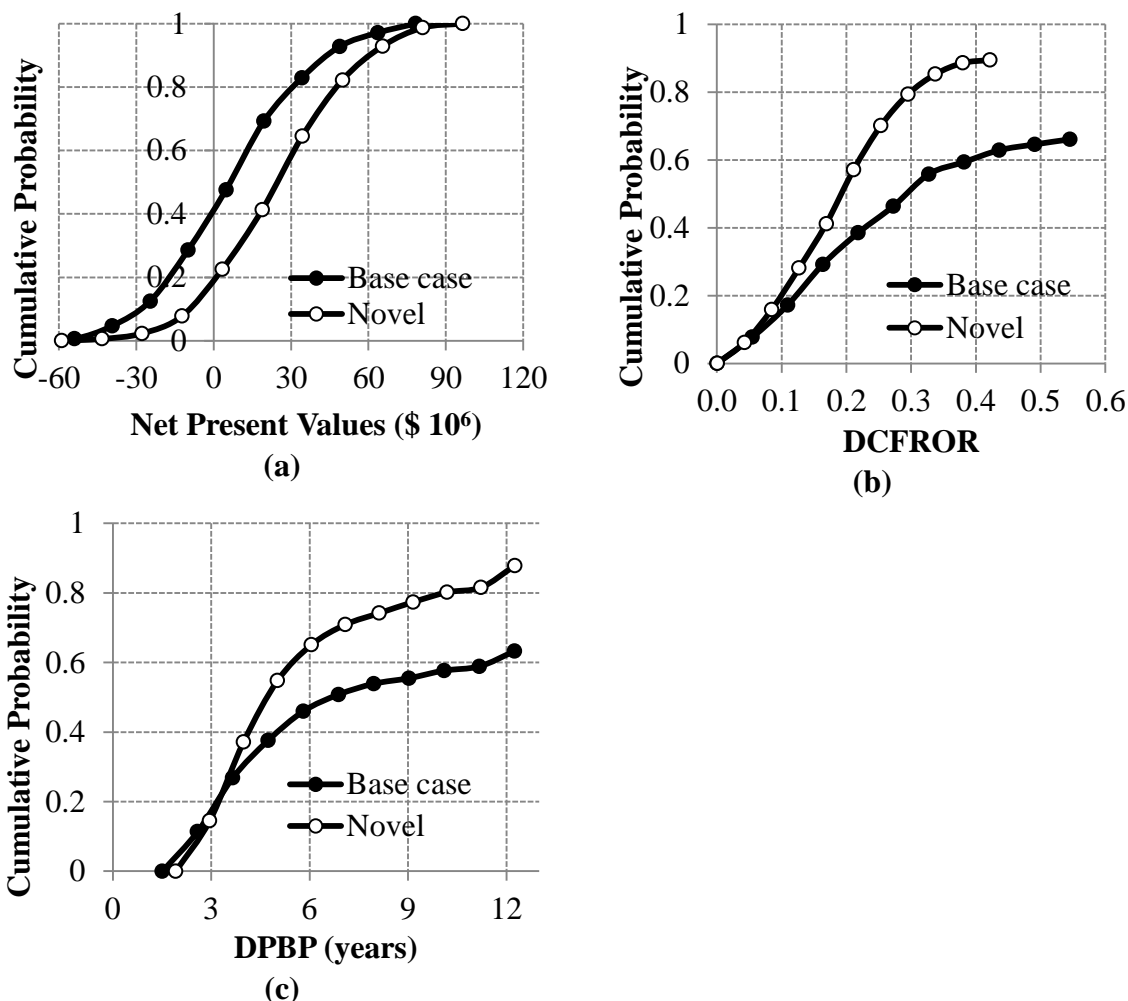 Cumulative Probability
1
0.8
0.6
0.4
0.2
0
Base case
Novel
-60 -30 0 30 60 90 120
Net Present Values ($ 10⁶)
(a)
Cumulative Probability
1
0.8
0.6
0.4
0.2
0
Base case
Novel
0.0 0.1 0.2 0.3 0.4 0.5 0.6
DCFROR
(b)
Cumulative Probability
1
0.8
0.6
0.4
0.2
0
Base case
Novel
0 3 6 9 12
DPBP (years)
(c)